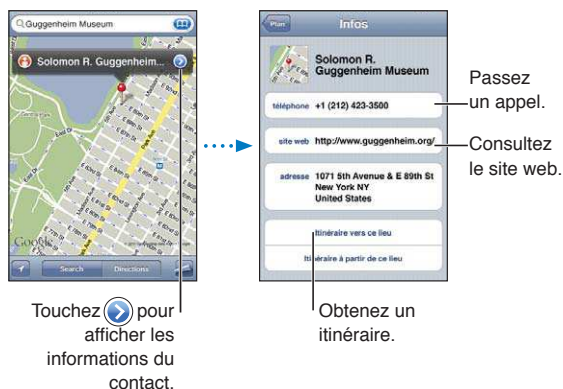 Guggenheim Museum
Solomon R. Guggenheim...
Google
Search
Directions
Touchez pour
afficher les
informations du
contact.
Plan
Infos
Solomon R.
Guggenheim Museum
téléphone +1 (212) 423-3500
site web http://www.guggenheim.org/
adresse 1071 5th Avenue & E 89th St
New York NY
United States
Itinéraire vers ce lieu
Itinéraire à partir de ce lieu
Passez
un appel.
Consultez
le site web.
Obtenez un
itinéraire.